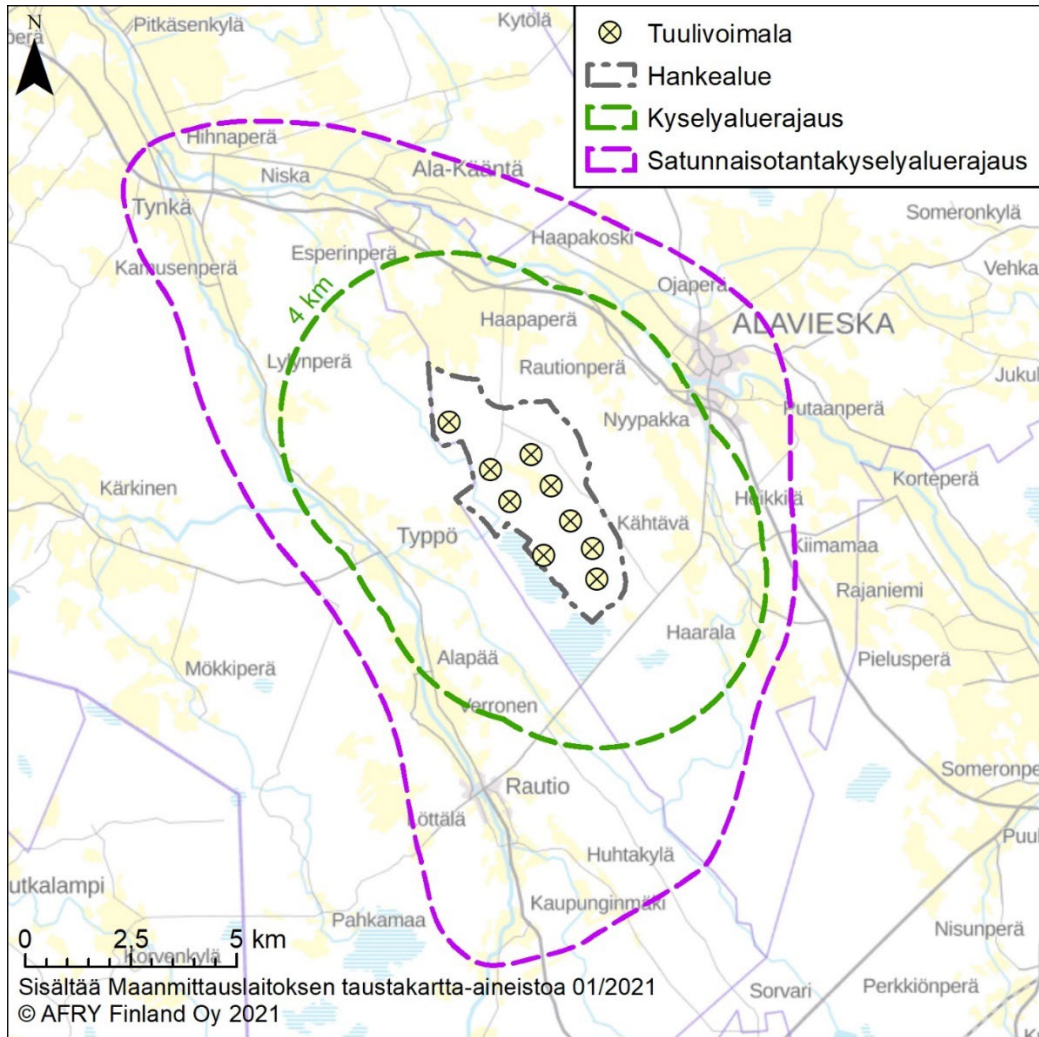 N
perä
Pitkäsenkylä
Kytölä
Tuulivoimala
Hankealue
Kyselyaluerajaus
Satunnaisotantakyselyaluerajaus
Hihnaperä
Niska
Ala-Kääntä
Tynkä
Someronkylä
Haapakoski
Esperinperä
Kamusenperä
Vehka
Ojaperä
4 km
Haapaperä
ALAVIESKA
Lylynperä
Rautionperä
Jukul
Nyypakka
Putaanperä
Korteperä
Kärkinen
Heikkilä
Typpö
Kähtävä
Kiimamaa
Rajaniemi
Haarala
Alapää
Pielusperä
Mökkiperä
Verronen
Someronpe
Rautio
Löttälä
Puul
Huhtakylä
utkalampi
Kaupunginmäki
Pahkamaa
Nisunperä
0 2,5 5 km
Korvenkylä
Sisältää Maanmittauslaitoksen taustakartta-aineistoa 01/2021
Sorvari
Perkkiönperä
© AFRY Finland Oy 2021